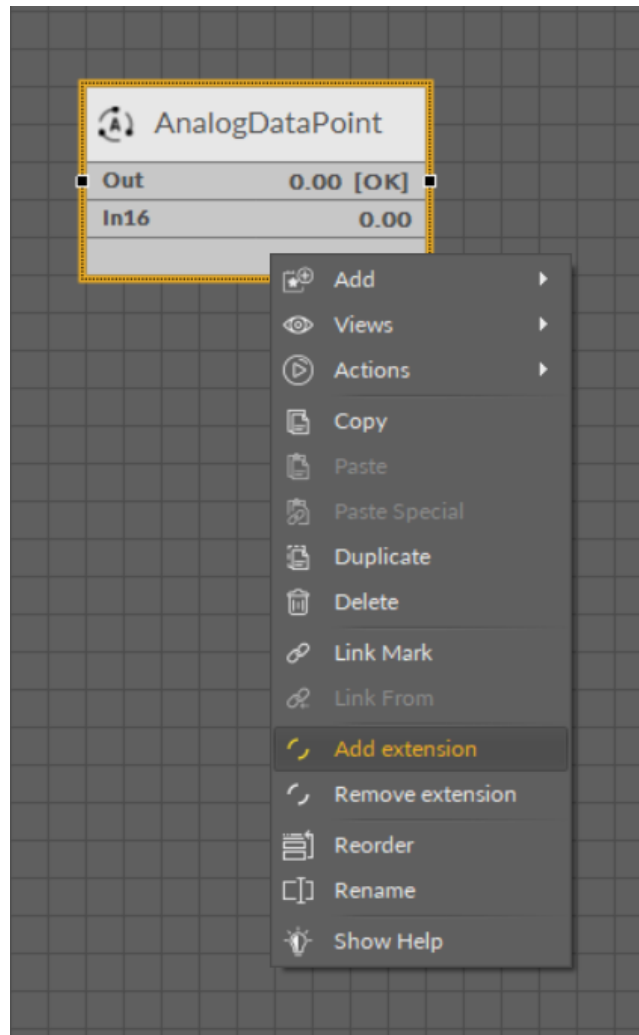 AnalogDataPoint
Out 0.00 [OK]
In16 0.00
Add
Views
Actions
Copy
Paste
Paste Special
Duplicate
Delete
Link Mark
Link From
Add extension
Remove extension
Reorder
Rename
Show Help